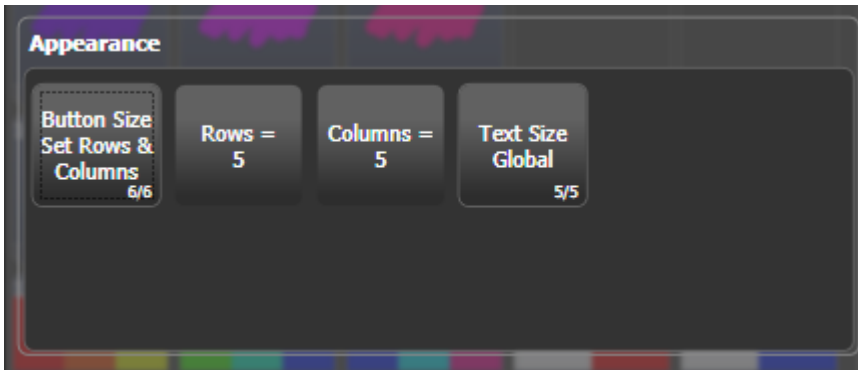 Appearance
Button Size
Set Rows &
Columns
6/6
Rows =
5
Columns =
5
Text Size
Global
5/5